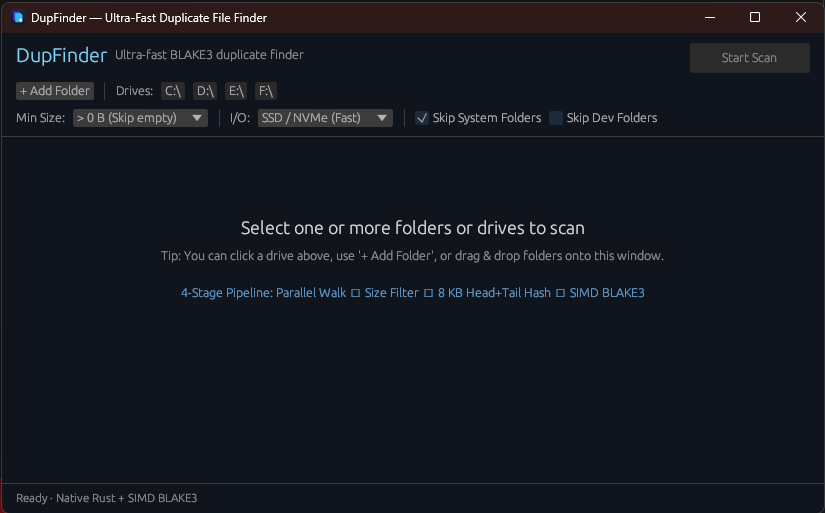 DupFinder — Ultra-Fast Duplicate File Finder
DupFinder Ultra-fast BLAKE3 duplicate finder
Start Scan
+ Add Folder Drives: C:\ D:\ E:\ F:\
Min Size: > 0 B (Skip empty) I/O: SSD / NVMe (Fast) Skip System Folders Skip Dev Folders
Select one or more folders or drives to scan
Tip: You can click a drive above, use '+ Add Folder', or drag & drop folders onto this window.
4-Stage Pipeline: Parallel Walk □ Size Filter □ 8 KB Head+Tail Hash □ SIMD BLAKE3
Ready · Native Rust + SIMD BLAKE3